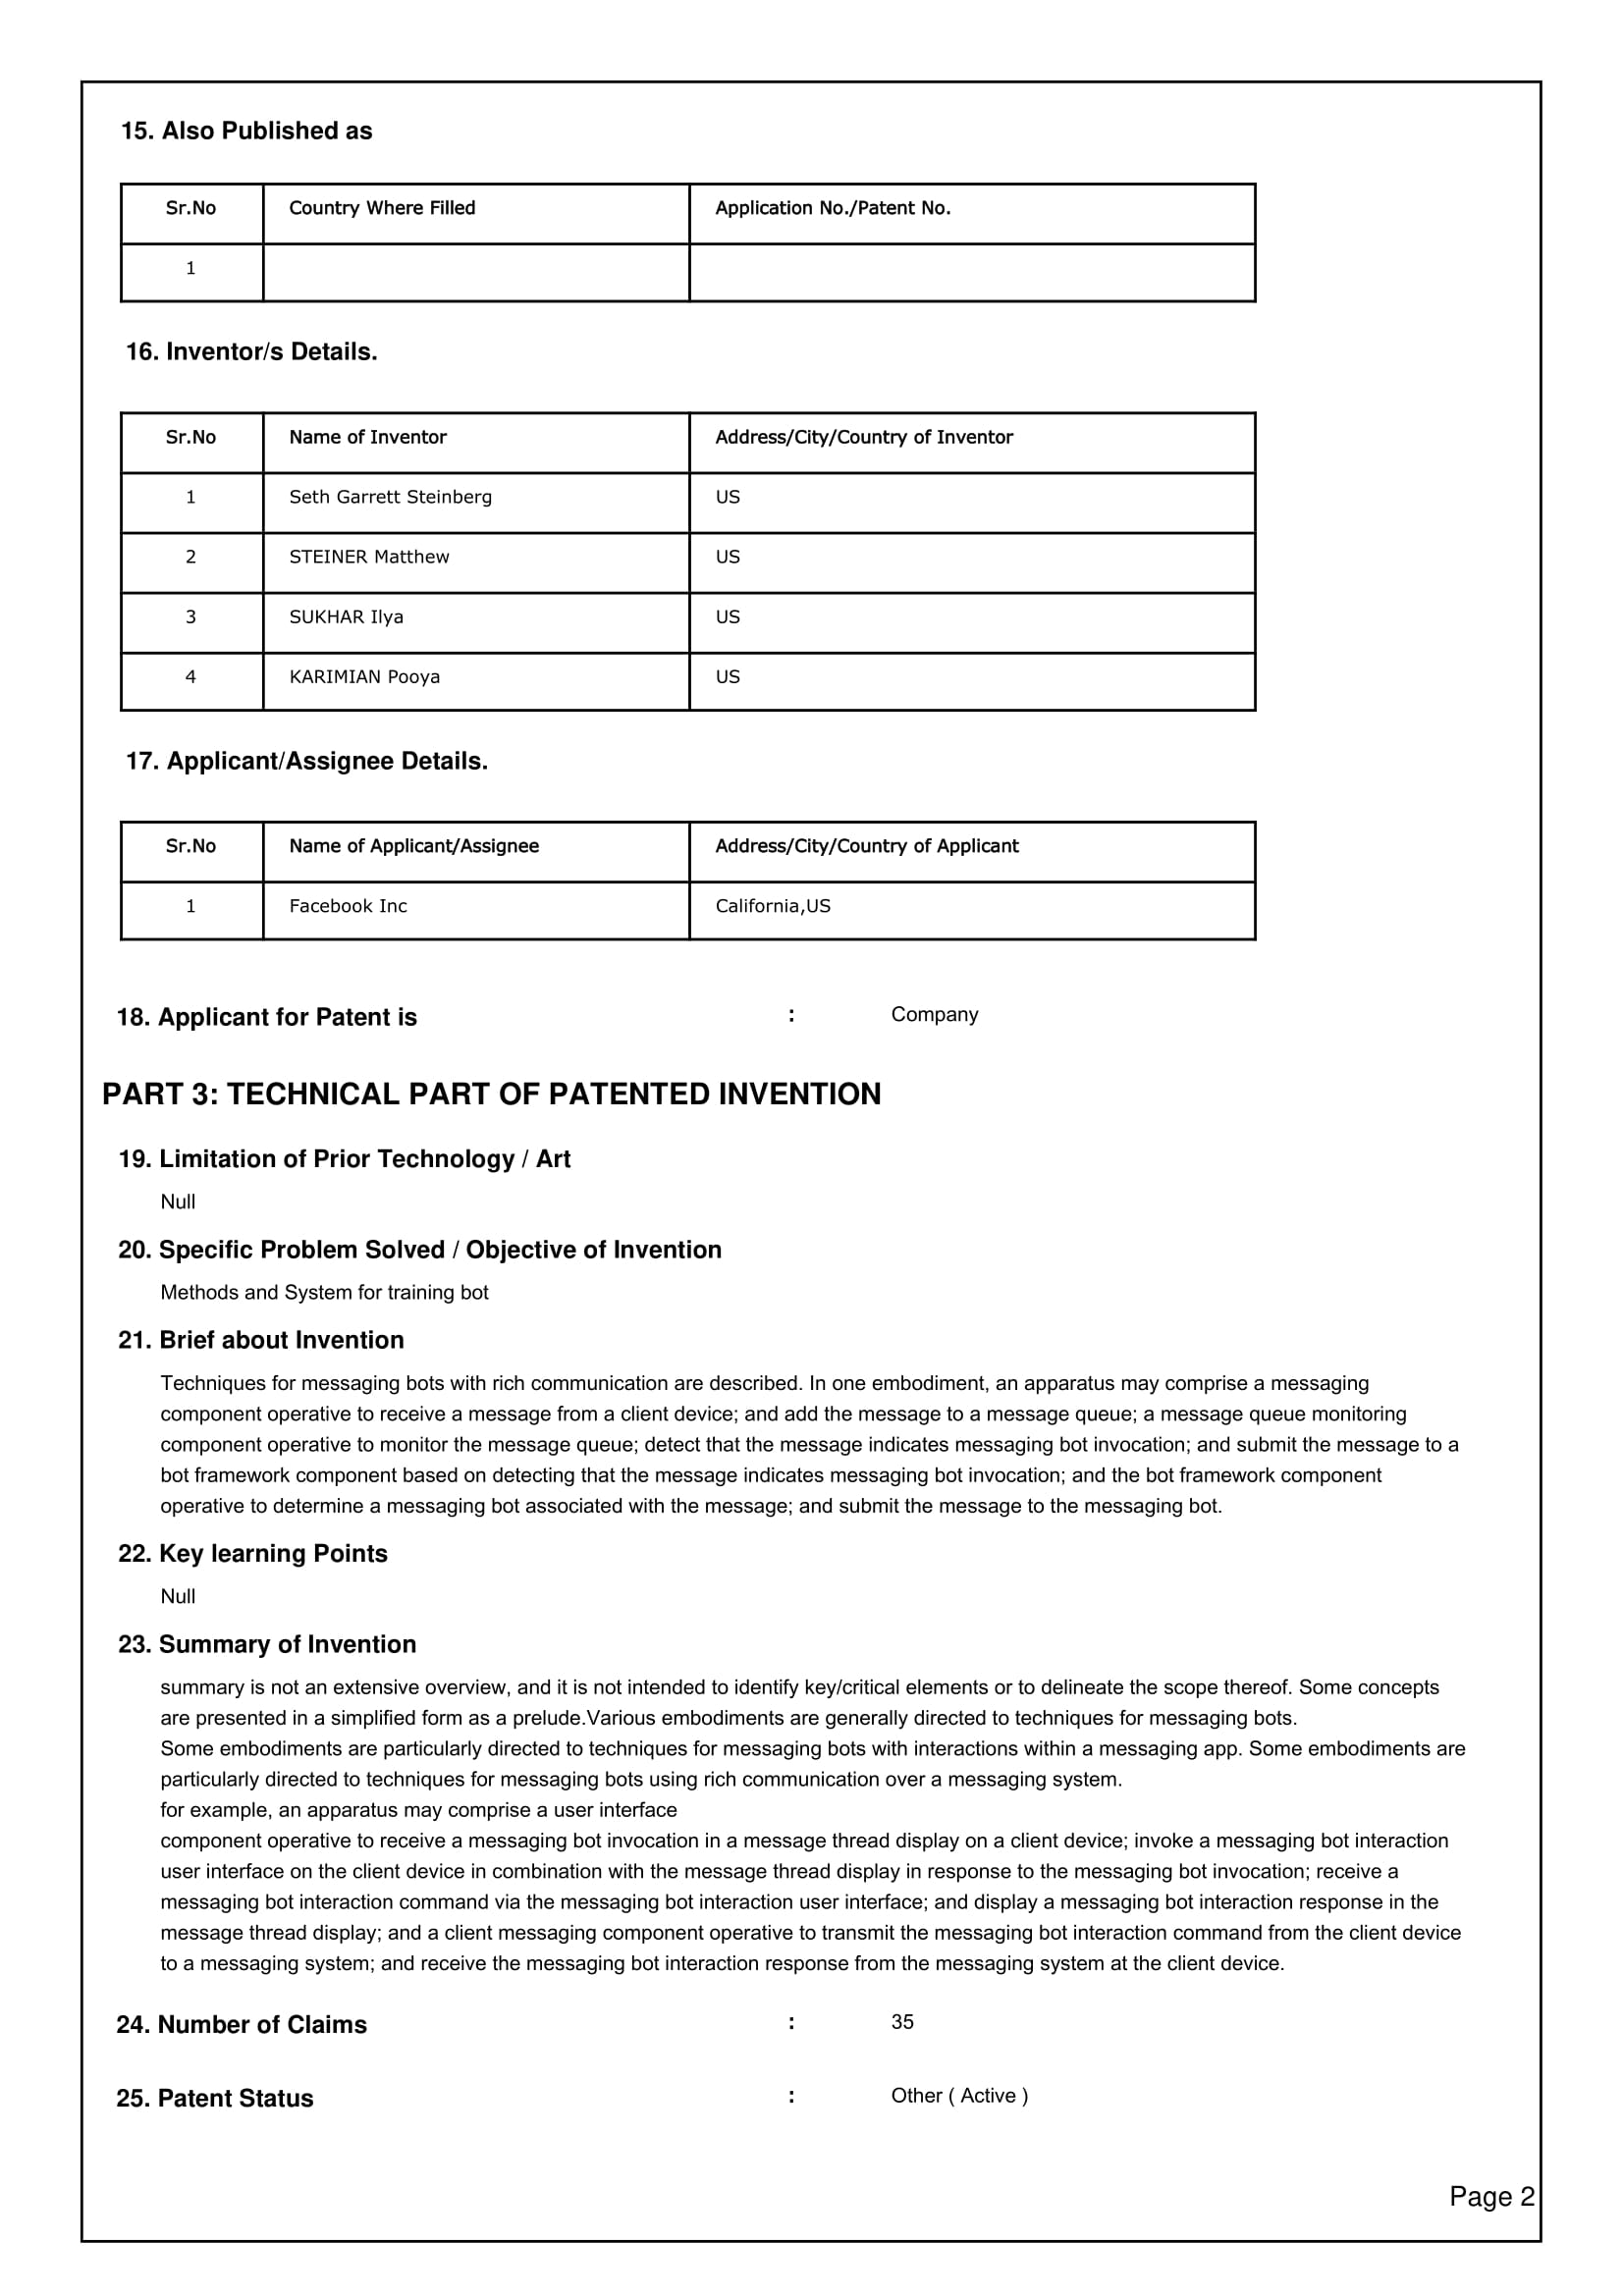 15. Also Published as
Sr.No Country Where Filled Application No./Patent No.
1
16. Inventor/s Details.
Sr.No Name of Inventor Address/City/Country of Inventor
1 Seth Garrett Steinberg US
2 STEINER Matthew US
3 SUKHAR Ilya US
4 KARIMIAN Pooya US
17. Applicant/Assignee Details.
Sr.No Name of Applicant/Assignee Address/City/Country of Applicant
1 Facebook Inc California,US
18. Applicant for Patent is : Company
PART 3: TECHNICAL PART OF PATENTED INVENTION
19. Limitation of Prior Technology / Art
Null
20. Specific Problem Solved / Objective of Invention
Methods and System for training bot
21. Brief about Invention
Techniques for messaging bots with rich communication are described. In one embodiment, an apparatus may comprise a messaging
component operative to receive a message from a client device; and add the message to a message queue; a message queue monitoring
component operative to monitor the message queue; detect that the message indicates messaging bot invocation; and submit the message to a
bot framework component based on detecting that the message indicates messaging bot invocation; and the bot framework component
operative to determine a messaging bot associated with the message; and submit the message to the messaging bot.
22. Key learning Points
Null
23. Summary of Invention
summary is not an extensive overview, and it is not intended to identify key/critical elements or to delineate the scope thereof. Some concepts
are presented in a simplified form as a prelude.Various embodiments are generally directed to techniques for messaging bots.
Some embodiments are particularly directed to techniques for messaging bots with interactions within a messaging app. Some embodiments are
particularly directed to techniques for messaging bots using rich communication over a messaging system.
for example, an apparatus may comprise a user interface
component operative to receive a messaging bot invocation in a message thread display on a client device; invoke a messaging bot interaction
user interface on the client device in combination with the message thread display in response to the messaging bot invocation; receive a
messaging bot interaction command via the messaging bot interaction user interface; and display a messaging bot interaction response in the
message thread display; and a client messaging component operative to transmit the messaging bot interaction command from the client device
to a messaging system; and receive the messaging bot interaction response from the messaging system at the client device.
24. Number of Claims : 35
25. Patent Status : Other ( Active )
Page 2